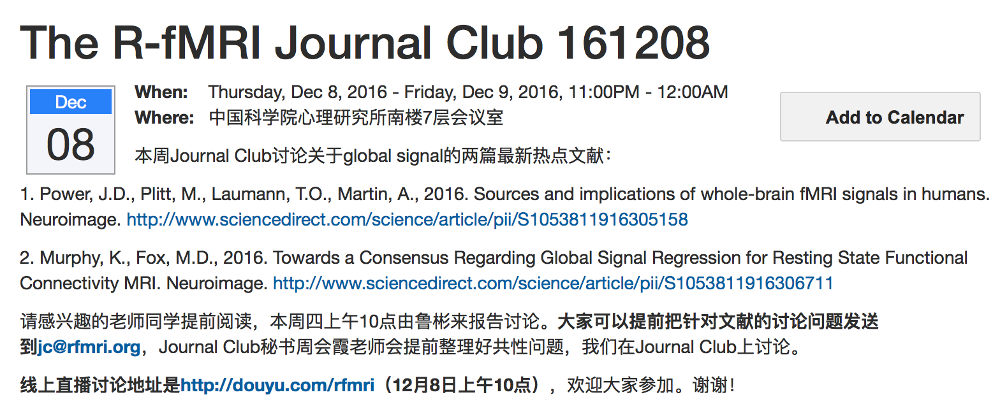 The R-fMRI Journal Club 161208
Dec
08
When: Thursday, Dec 8, 2016 - Friday, Dec 9, 2016, 11:00PM - 12:00AM
Where: 中国科学院心理研究所南楼7层会议室
Add to Calendar
本周Journal Club讨论关于global signal的两篇最新热点文献：
1. Power, J.D., Plitt, M., Laumann, T.O., Martin, A., 2016. Sources and implications of whole-brain fMRI signals in humans.
Neuroimage. http://www.sciencedirect.com/science/article/pii/S1053811916305158
2. Murphy, K., Fox, M.D., 2016. Towards a Consensus Regarding Global Signal Regression for Resting State Functional
Connectivity MRI. Neuroimage. http://www.sciencedirect.com/science/article/pii/S1053811916306711
请感兴趣的老师同学提前阅读，本周四上午10点由鲁彬来报告讨论。大家可以提前把针对文献的讨论问题发送
到jc@rfmri.org，Journal Club秘书周会霞老师会提前整理好共性问题，我们在Journal Club上讨论。
线上直播讨论地址是http://douyu.com/rfmri（12月8日上午10点），欢迎大家参加。谢谢！